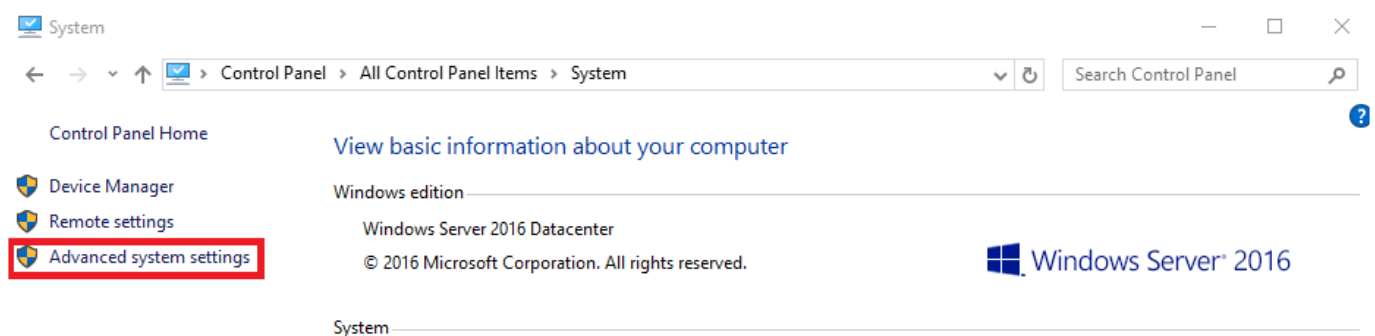 System
Control Panel > All Control Panel Items > System
Search Control Panel
Control Panel Home
Device Manager
Remote settings
Advanced system settings
View basic information about your computer
Windows edition
Windows Server 2016 Datacenter
© 2016 Microsoft Corporation. All rights reserved.
Windows Server® 2016
System